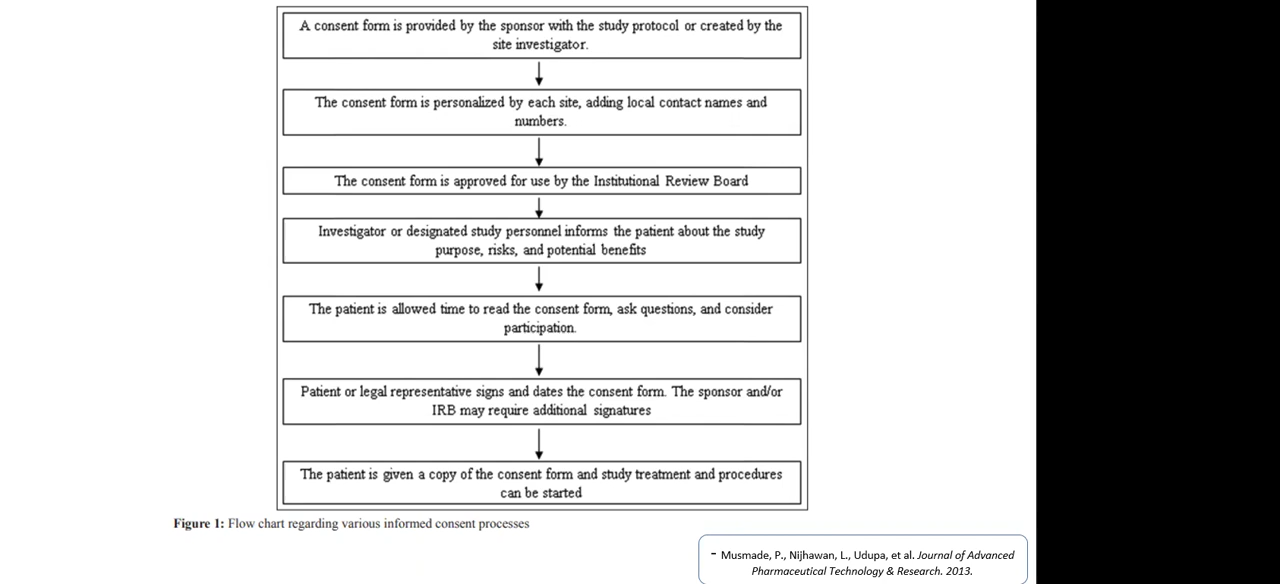 A consent form is provided by the sponsor with the study protocol or created by the
site investigator.
The consent form is personalized by each site, adding local contact names and
numbers.
The consent form is approved for use by the Institutional Review Board
Investigator or designated study personnel informs the patient about the study
purpose, risks, and potential benefits
The patient is allowed time to read the consent form, ask questions, and consider
participation.
Patient or legal representative signs and dates the consent form. The sponsor and/or
IRB may require additional signatures
The patient is given a copy of the consent form and study treatment and procedures
can be started
Figure 1: Flow chart regarding various informed consent processes
- Musmade, P., Nijhawan, L., Udupa, et al. Journal of Advanced
Pharmaceutical Technology & Research. 2013.